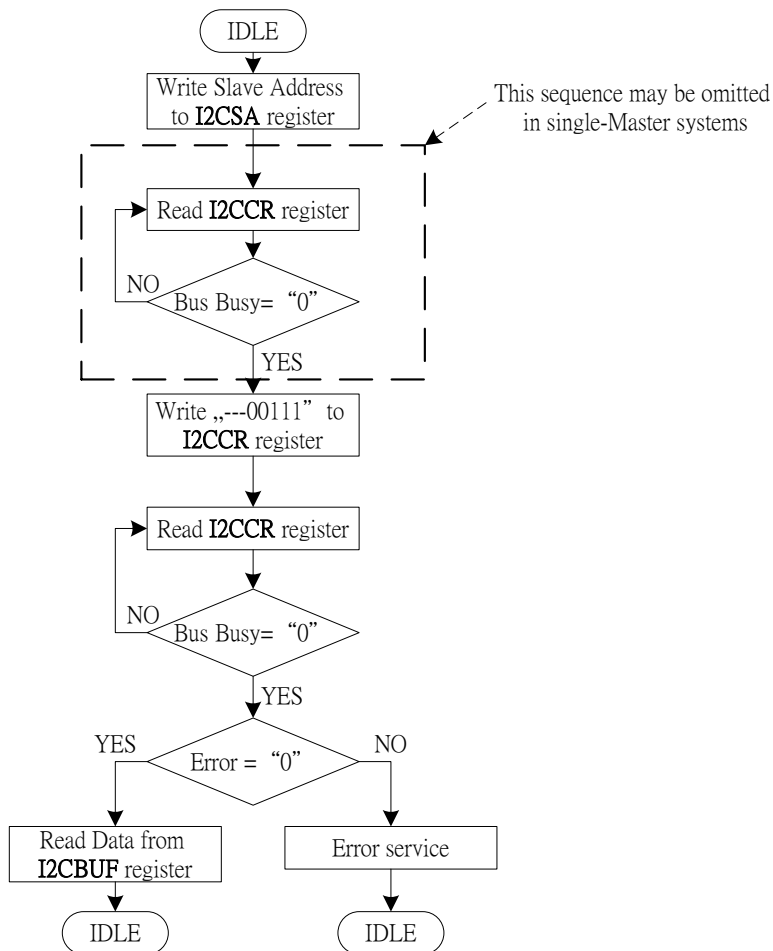 IDLE
Write Slave Address
to I2CSA register
This sequence may be omitted
in single-Master systems
Read I2CCR register
NO
Bus Busy= “0”
YES
Write „---00111” to
I2CCR register
Read I2CCR register
NO
Bus Busy= “0”
YES
YES
NO
Error = “0”
Read Data from
I2CBUF register
Error service
IDLE
IDLE